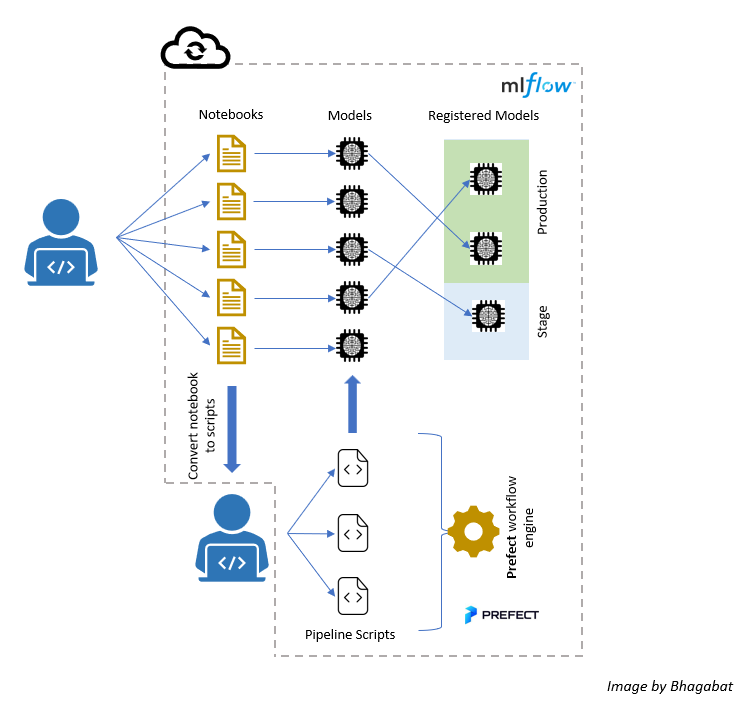 mlflow
Notebooks
Models
Registered Models
Production
Stage
Convert notebook
to scripts
</>
</>
< >
< >
< >
Prefect workflow
engine
PREFECT
Pipeline Scripts
Image by Bhagabat